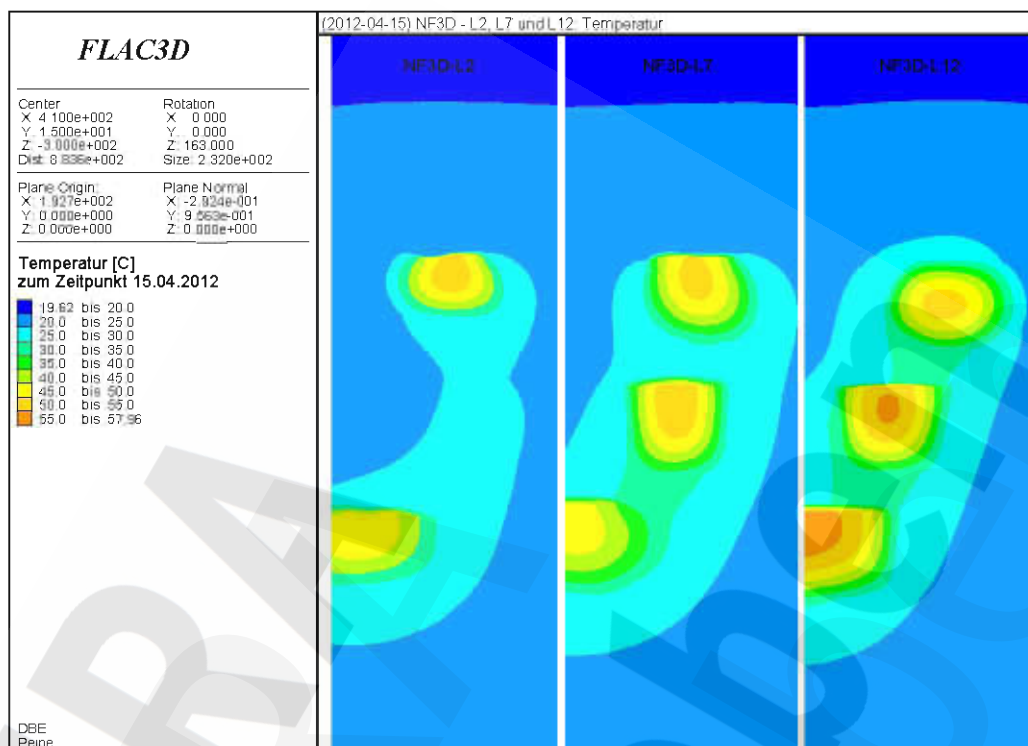 (2012-04-15) NF3D - L2, L7 und L12: Temperatur
FLAC3D
Center Rotation
X: 4.100e+002 X: 0.000
Y: 1.500e+001 Y: 0.000
Z: -3.000e+002 Z: 163.000
Dist: 8.836e+002 Size: 2.320e+002
Plane Origin: Plane Normal
X: 1.927e+002 X: -2.924e-001
Y: 0.000e+000 Y: 9.563e-001
Z: 0.000e+000 Z: 0.000e+000
Temperatur [C]
zum Zeitpunkt 15.04.2012
19.62 bis 20.0
20.0 bis 25.0
25.0 bis 30.0
30.0 bis 35.0
35.0 bis 40.0
40.0 bis 45.0
45.0 bis 50.0
50.0 bis 55.0
55.0 bis 57.96
DBE
Peine
NF3D-L2 NF3D-L7 NF3D-L12